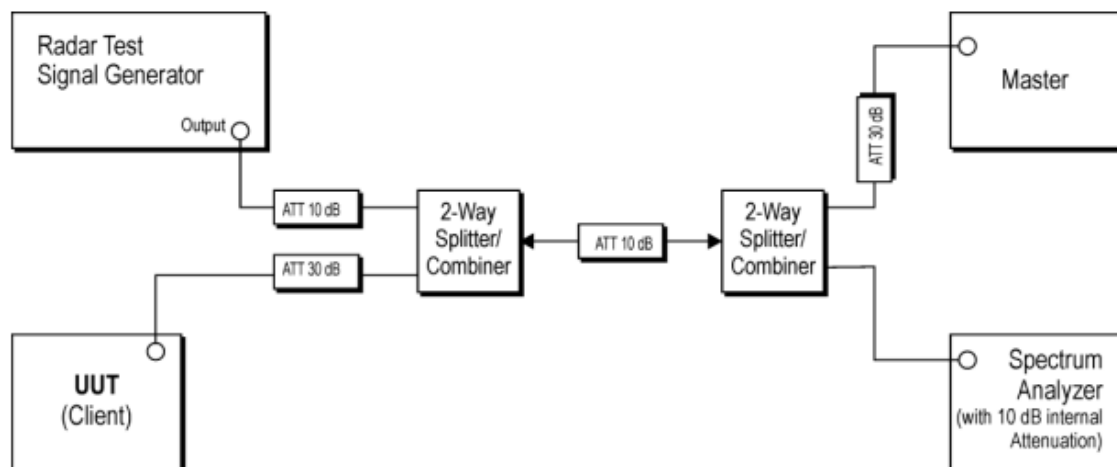 Radar Test
Signal Generator
Output
ATT 10 dB
ATT 30 dB
UUT
(Client)
2-Way
Splitter/
Combiner
ATT 10 dB
2-Way
Splitter/
Combiner
ATT 30 dB
Master
Spectrum
Analyzer
(with 10 dB internal
Attenuation)